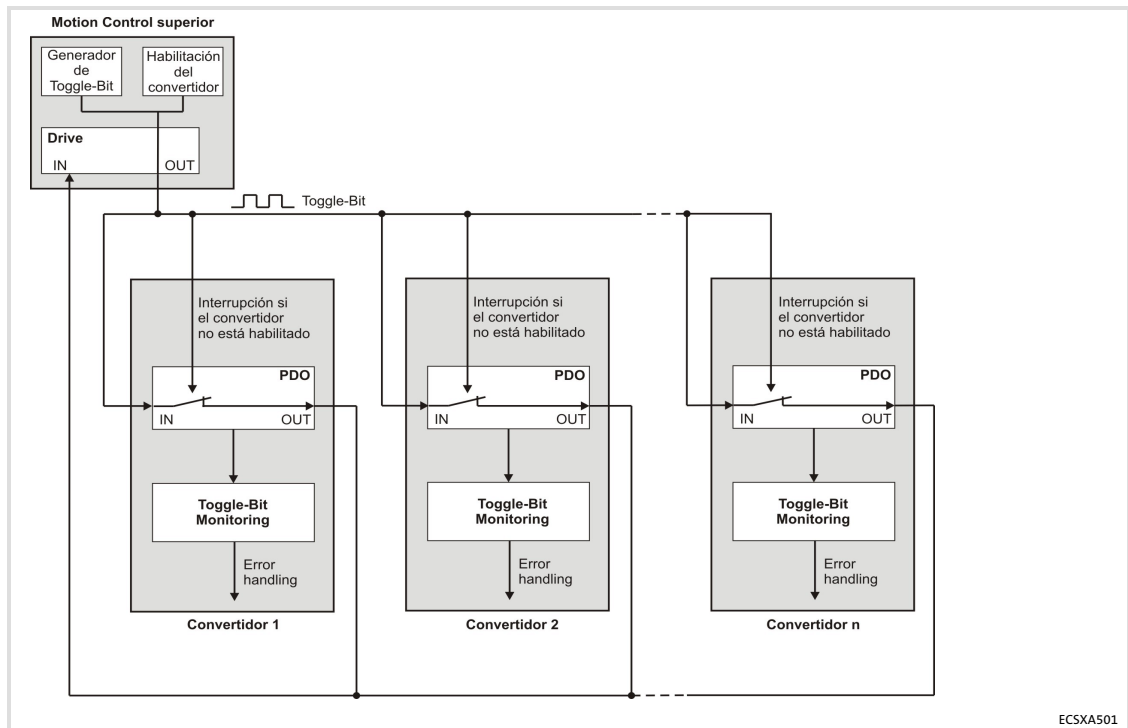 Motion Control superior
Generador
de
Toggle-Bit
Habilitación
del
convertidor
Drive
IN
OUT
Toggle-Bit
Interrupción si
el convertidor
no está habilitado
PDO
IN
OUT
Toggle-Bit
Monitoring
Error
handling
Convertidor 1
Interrupción si
el convertidor
no está habilitado
PDO
IN
OUT
Toggle-Bit
Monitoring
Error
handling
Convertidor 2
Interrupción si
el convertidor
no está habilitado
PDO
IN
OUT
Toggle-Bit
Monitoring
Error
handling
Convertidor n
ECSXA501